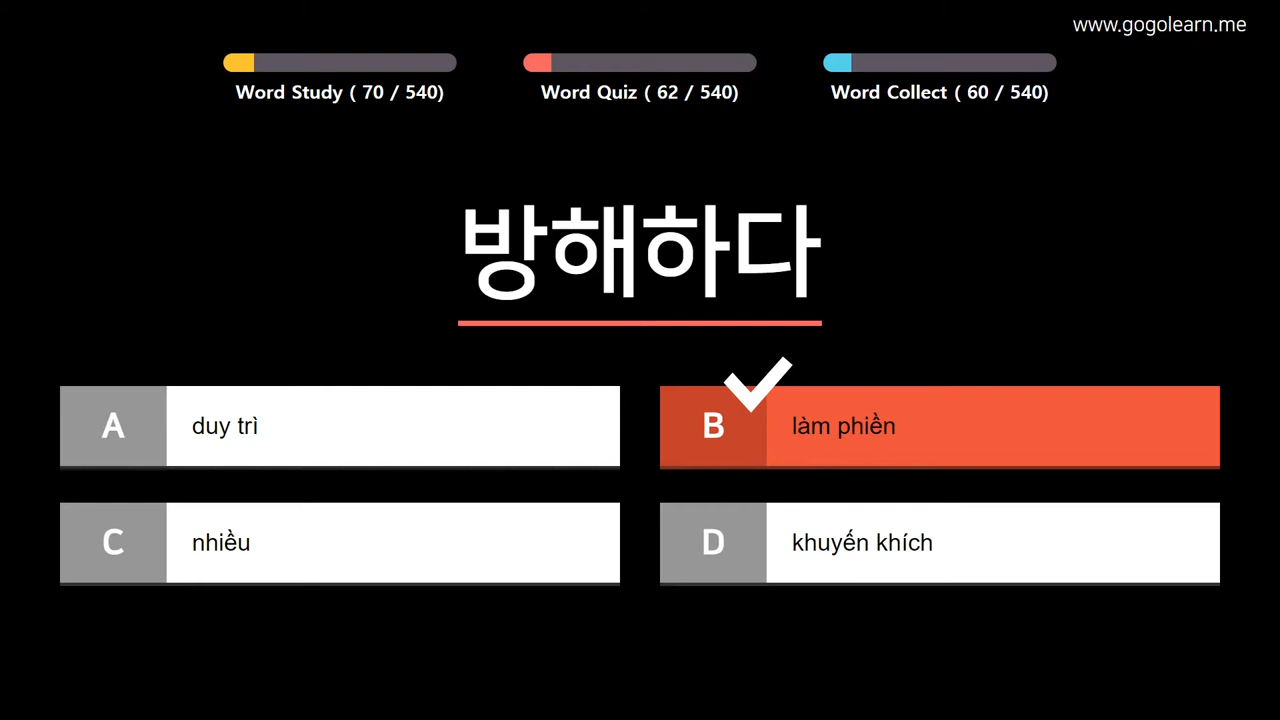 www.gogolearn.me
Word Study ( 70 / 540)
Word Quiz ( 62 / 540)
Word Collect ( 60 / 540)
방해하다
A duy trì
B làm phiền
C nhiều
D khuyến khích